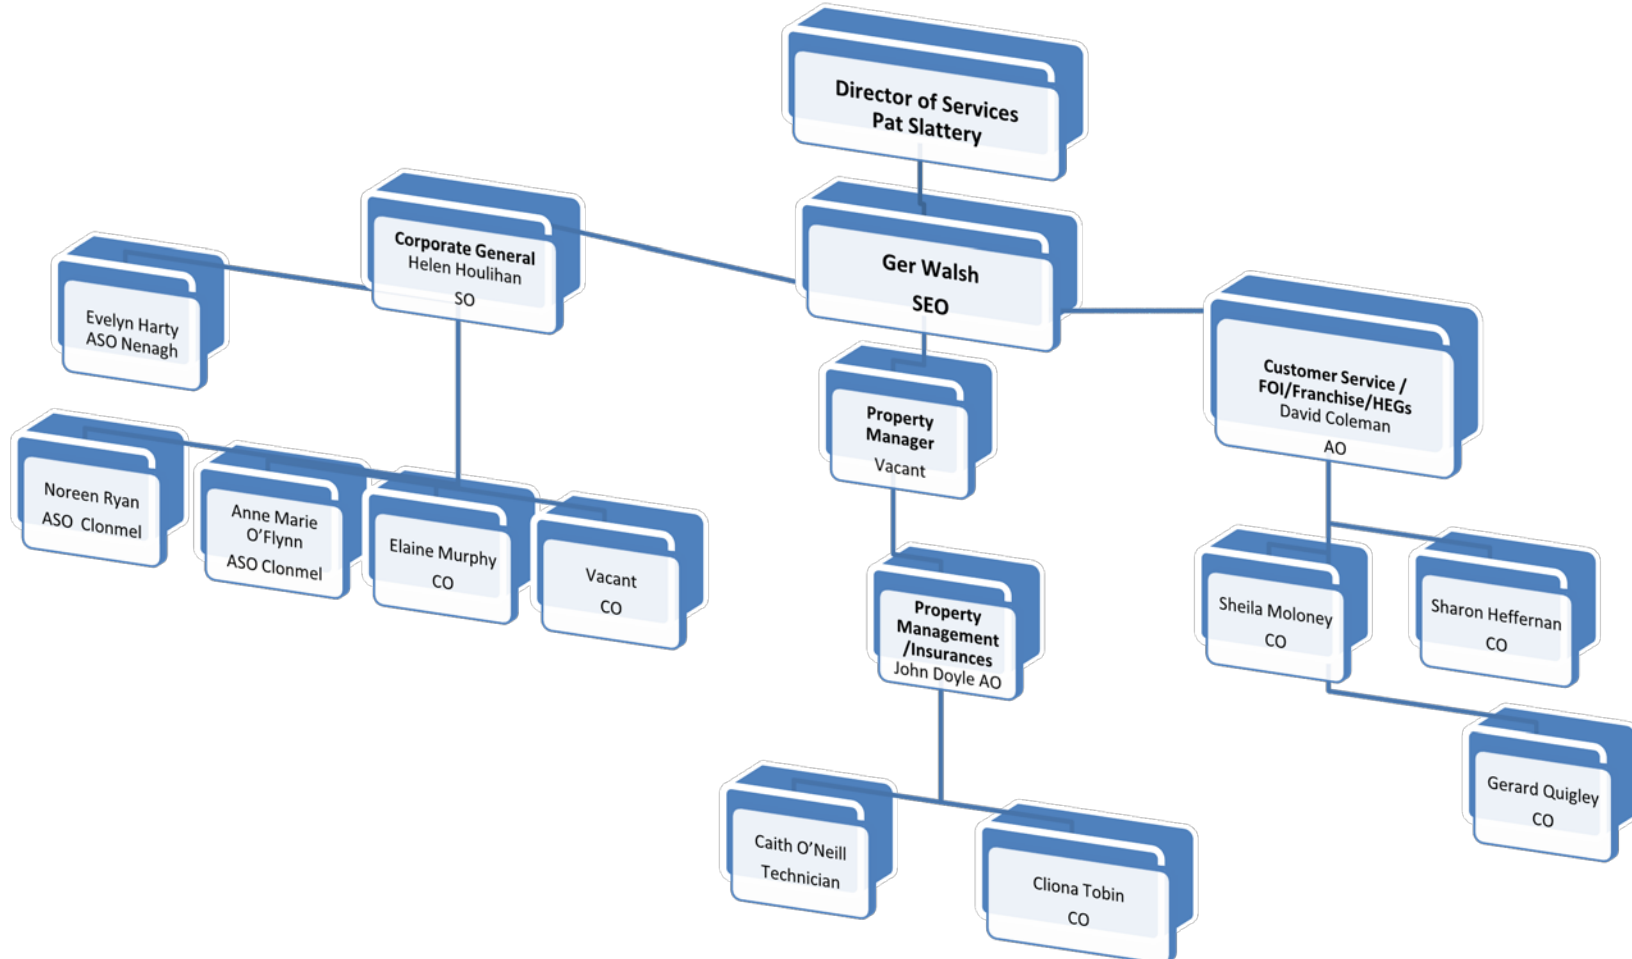 Director of Services
Pat Slattery
Ger Walsh
SEO
Corporate General
Helen Houlihan
SO
Evelyn Harty
ASO Nenagh
Noreen Ryan
ASO  Clonmel
Anne Marie
O’Flynn
ASO Clonmel
Elaine Murphy
CO
Vacant
CO
Property
Manager
Vacant
Property
Management
/Insurances
John Doyle AO
Caith O’Neill
Technician
Cliona Tobin
CO
Customer Service /
FOI/Franchise/HEGs
David Coleman
AO
Sheila Moloney
CO
Sharon Heffernan
CO
Gerard Quigley
CO